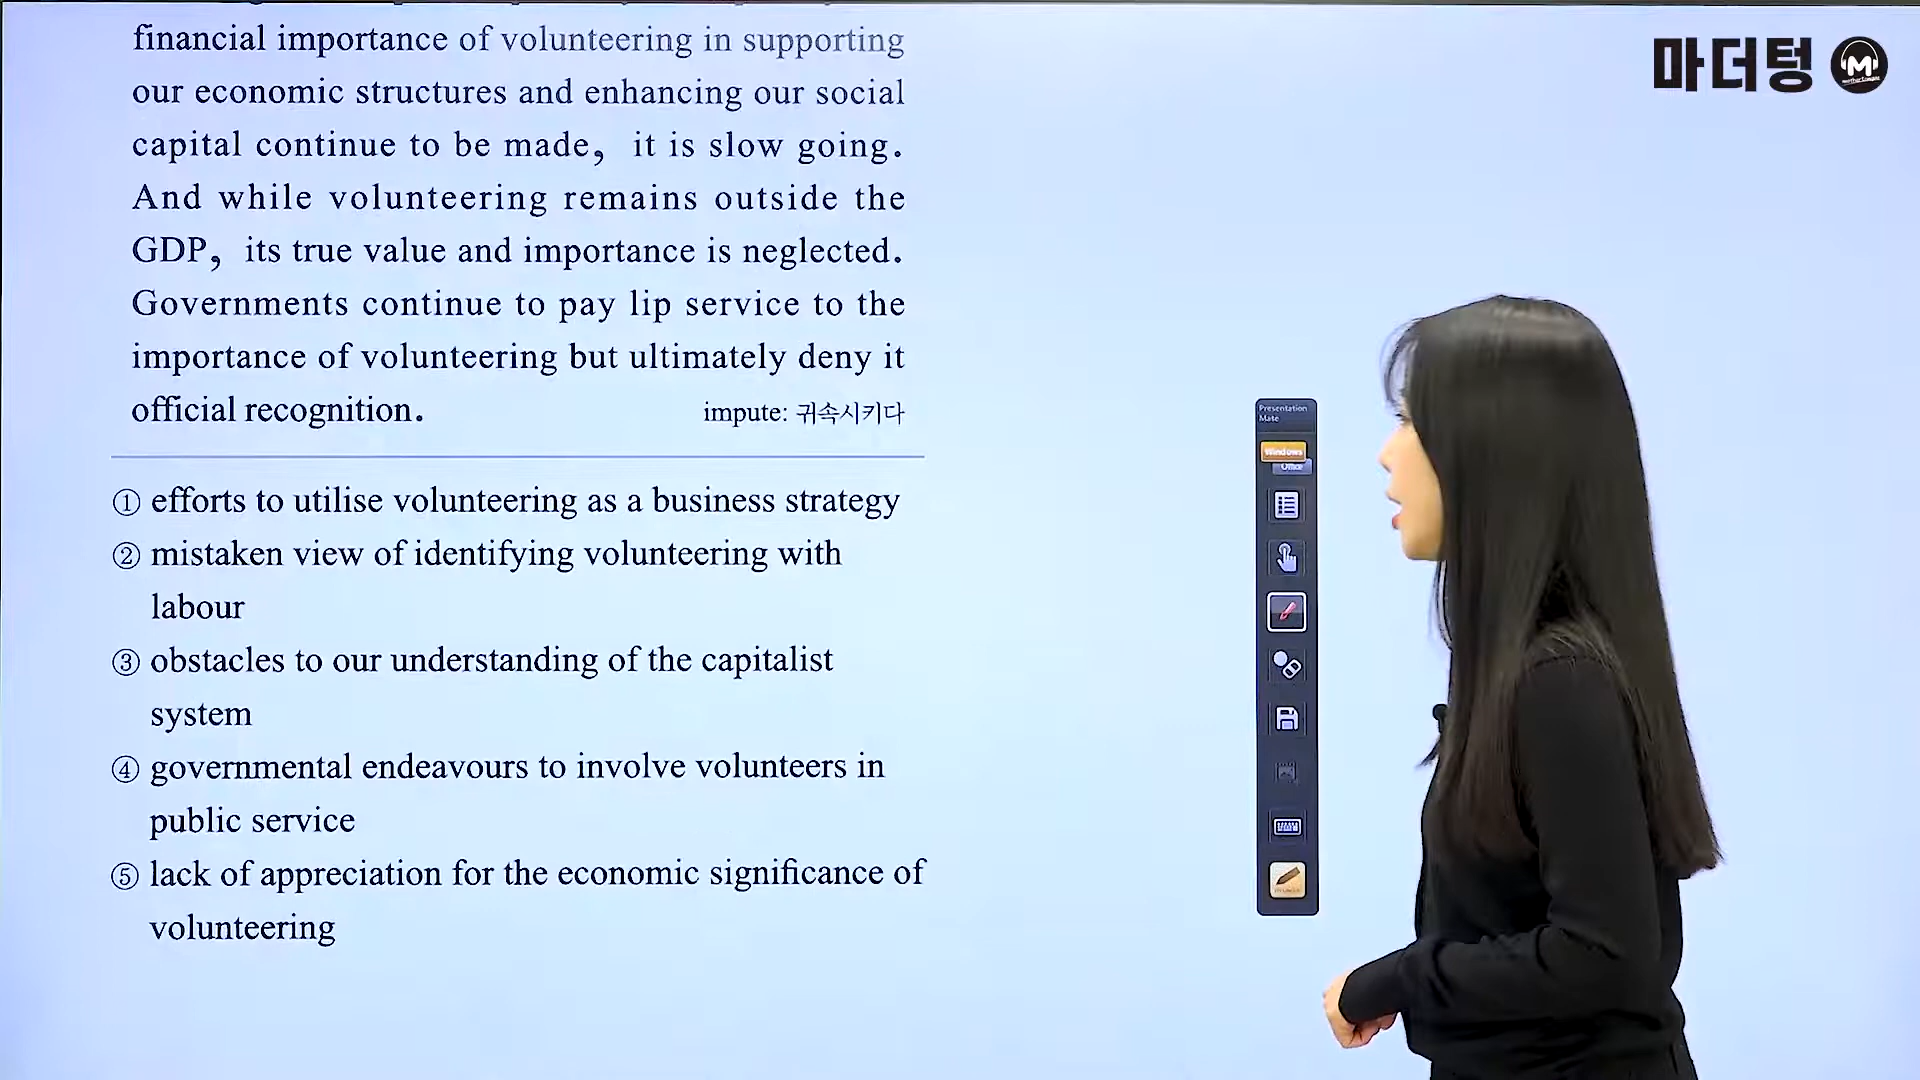 financial importance of volunteering in supporting
our economic structures and enhancing our social
capital continue to be made, it is slow going.
And while volunteering remains outside the
GDP, its true value and importance is neglected.
Governments continue to pay lip service to the
importance of volunteering but ultimately deny it
official recognition.
impute: 귀속시키다
① efforts to utilise volunteering as a business strategy
② mistaken view of identifying volunteering with
labour
③ obstacles to our understanding of the capitalist
system
④ governmental endeavours to involve volunteers in
public service
⑤ lack of appreciation for the economic significance of
volunteering
마더텅
M
Presentation
Mate
Windows
Office